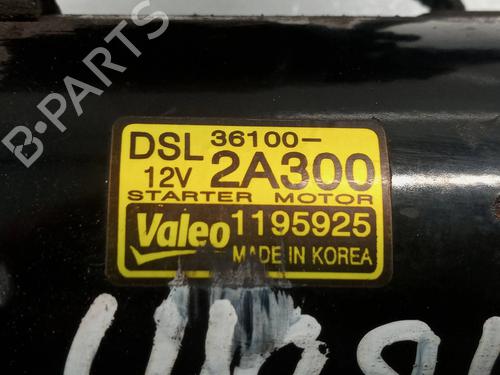 DSL 36100-
12V 2A300
STARTER MOTOR
Valeo 1195925
MADE IN KOREA
B-PARTS